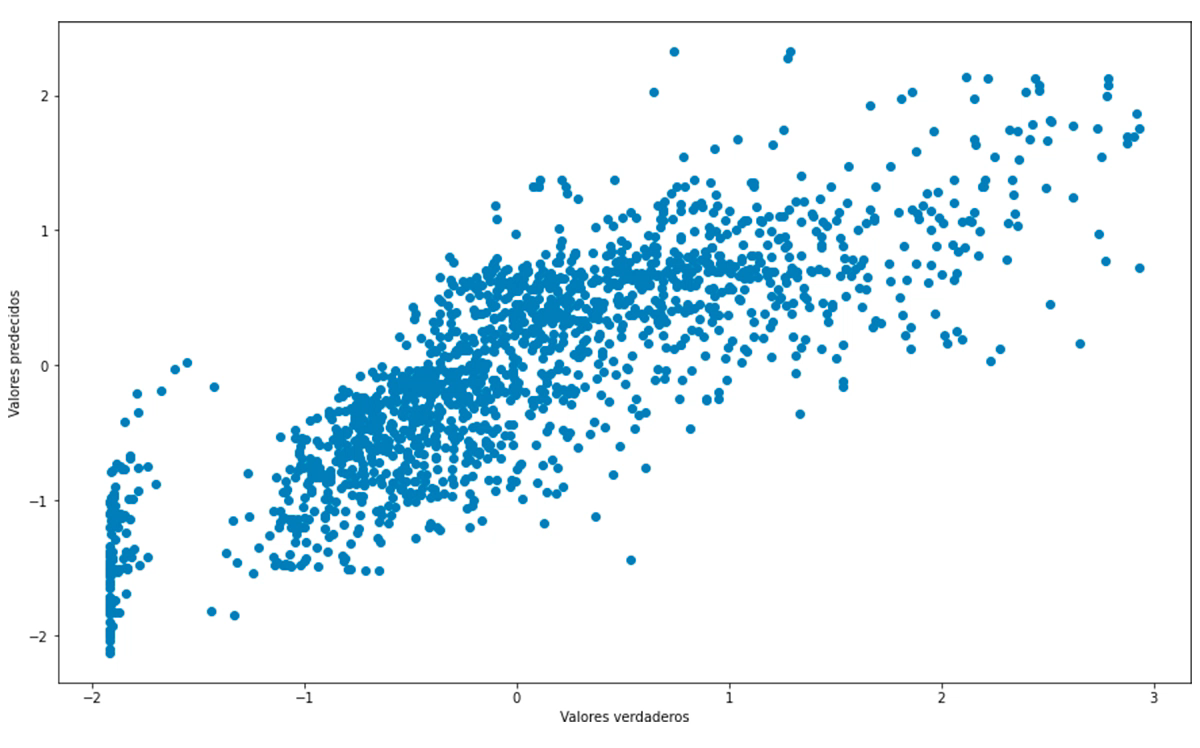 2
1
0
−1
−2
Valores predecidos
−2 −1 0 1 2 3
Valores verdaderos